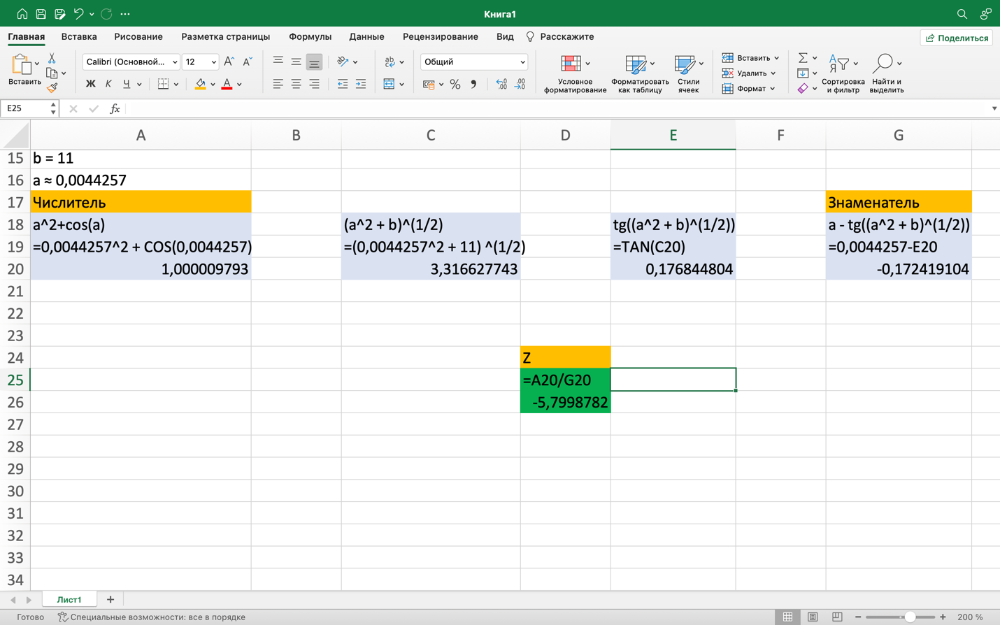 Книга1
Главная Вставка Рисование Разметка страницы Формулы Данные Рецензирование Вид Расскажите Поделиться
Вставить
Calibri (Основной... 12
Ж К Ч
А
ab
Общий
%
Условное форматирование
Форматировать как таблицу
Стили ячеек
Вставить
Удалить
Формат
Сортировка и фильтр
Найти и выделить
E25 fx
A B C D E F G
15 b = 11
16 a ≈ 0,0044257
17 Числитель Знаменатель
18 a^2+cos(a) (a^2 + b)^(1/2) tg((a^2 + b)^(1/2)) a - tg((a^2 + b)^(1/2))
19 =0,0044257^2 + COS(0,0044257) =(0,0044257^2 + 11) ^(1/2) =TAN(C20) =0,0044257-E20
20 1,000009793 3,316627743 0,176844804 -0,172419104
21
22
23
24 Z
25 =A20/G20
26 -5,7998782
27
28
29
30
31
32
33
34
Лист1 +
Готово Специальные возможности: все в порядке 200 %